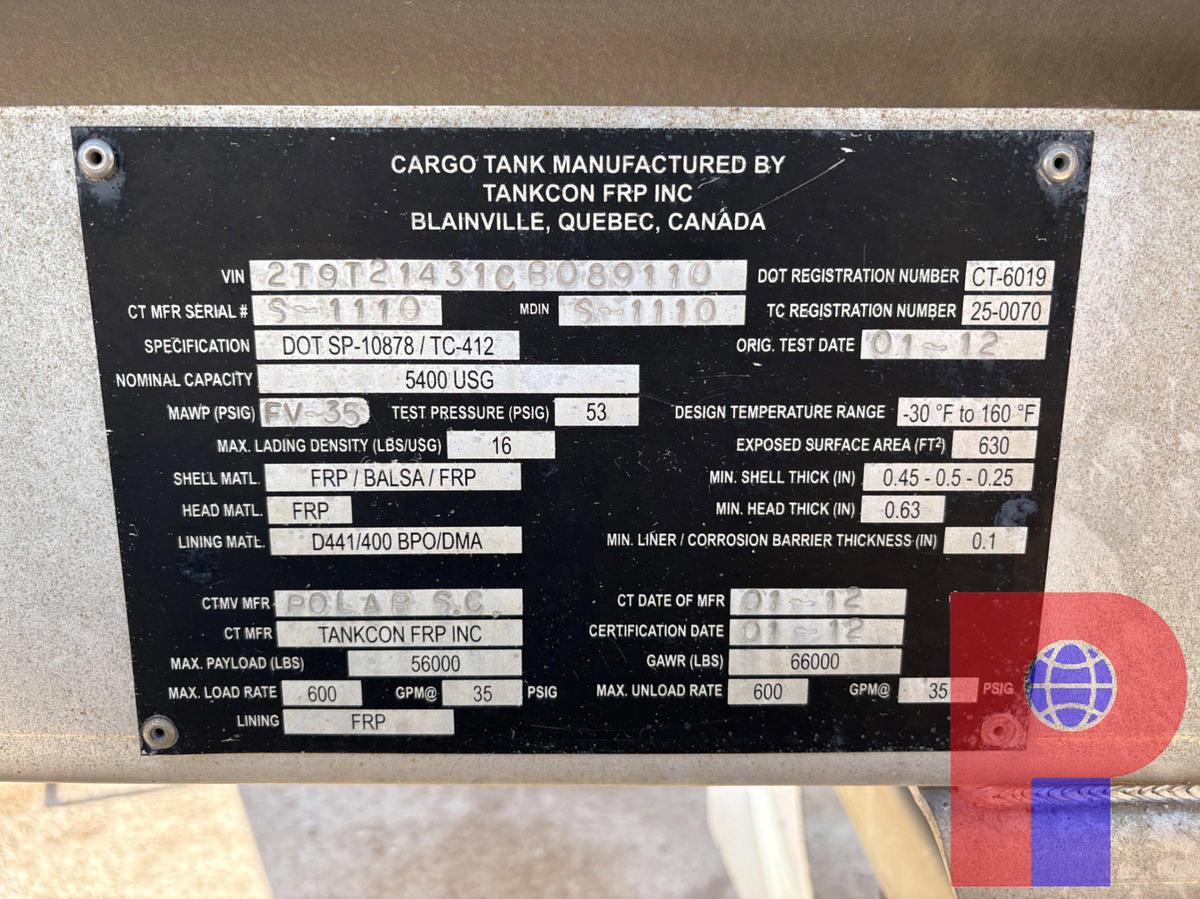 CARGO TANK MANUFACTURED BY
TANKCON FRP INC
BLAINVILLE, QUEBEC, CANADA
VIN 2T9T21431CB089110 DOT REGISTRATION NUMBER CT-6019
CT MFR SERIAL # S~1110 MDIN S~1110 TC REGISTRATION NUMBER 25-0070
SPECIFICATION DOT SP-10878 / TC-412 ORIG. TEST DATE 01~12
NOMINAL CAPACITY 5400 USG
MAWP (PSIG) FV~35 TEST PRESSURE (PSIG) 53 DESIGN TEMPERATURE RANGE -30 °F to 160 °F
MAX. LADING DENSITY (LBS/USG) 16 EXPOSED SURFACE AREA (FT²) 630
SHELL MATL. FRP / BALSA / FRP MIN. SHELL THICK (IN) 0.45 - 0.5 - 0.25
HEAD MATL. FRP MIN. HEAD THICK (IN) 0.63
LINING MATL. D441/400 BPO/DMA MIN. LINER / CORROSION BARRIER THICKNESS (IN) 0.1
CTMV MFR POLAR S.C. CT DATE OF MFR 01~12
CT MFR TANKCON FRP INC CERTIFICATION DATE 01~12
MAX. PAYLOAD (LBS) 56000 GAWR (LBS) 66000
MAX. LOAD RATE 600 GPM@ 35 PSIG MAX. UNLOAD RATE 600 GPM@ 35 PSIG
LINING FRP